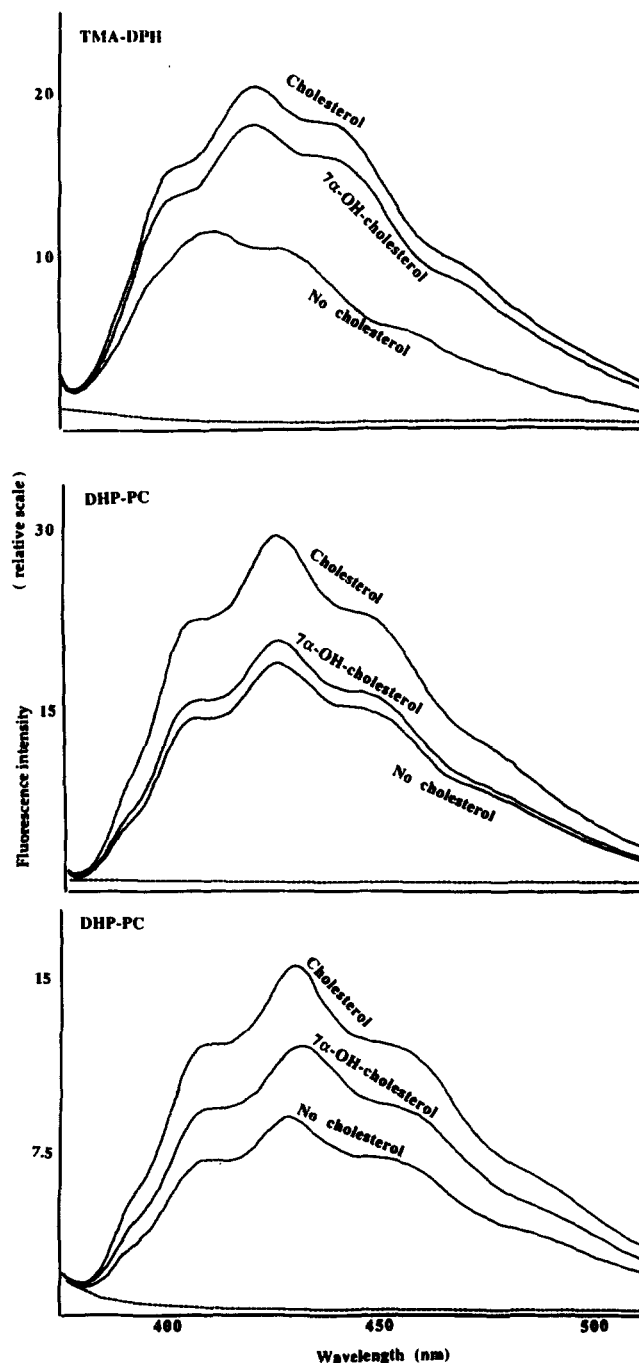 TMA-DPH
20
10
Cholesterol
7α-OH-cholesterol
No cholesterol
DHP-PC
30
15
Cholesterol
7α-OH-cholesterol
No cholesterol
Fluorescence intensity ( relative scale )
DHP-PC
15
7.5
Cholesterol
7α-OH-cholesterol
No cholesterol
400 450 500
Wavelength (nm)